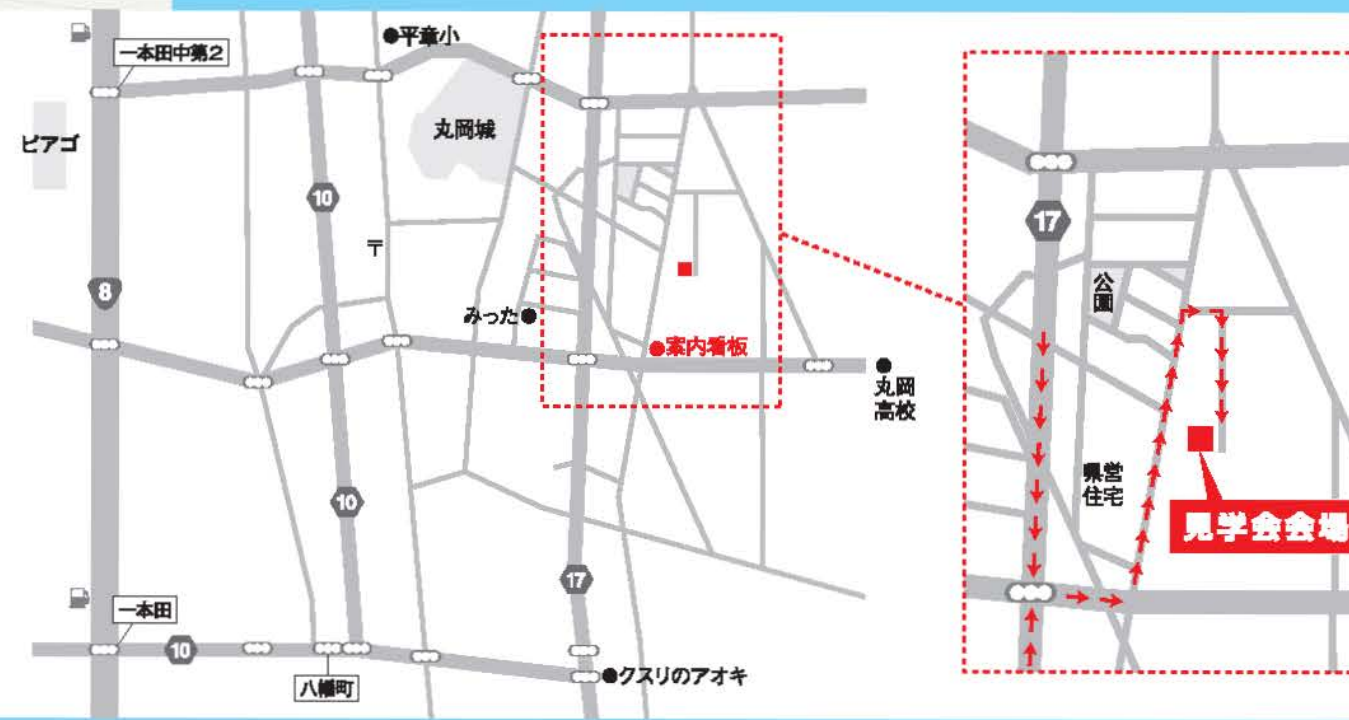 一本田中第2
平章小
ピアゴ
丸岡城
10
〒
8
みった
案内看板
丸岡
高校
10
17
一本田
10
八幡町
クスリのアオキ
17
公園
県営
住宅
見学会会場